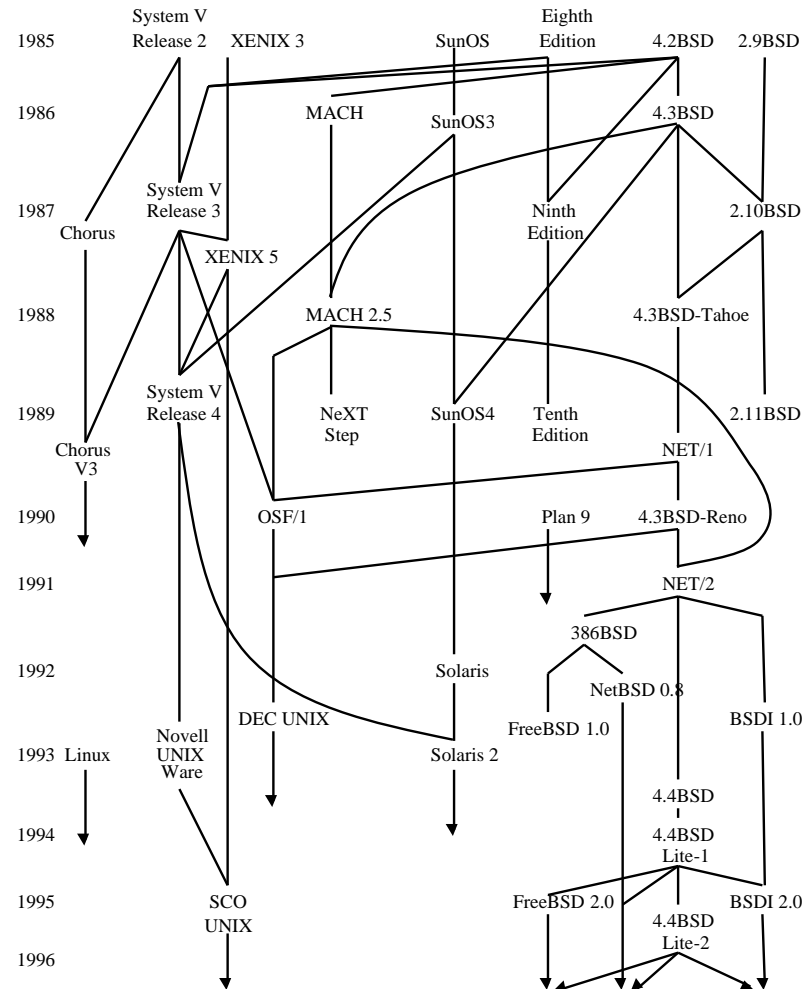 System V
Eighth
1985
Release 2
XENIX 3
SunOS
Edition
4.2BSD
2.9BSD
1986
MACH
SunOS3
4.3BSD
System V
1987
Release 3
Ninth
Edition
2.10BSD
Chorus
XENIX 5
1988
MACH 2.5
4.3BSD-Tahoe
System V
1989
Release 4
NeXT
Step
SunOS4
Tenth
Edition
2.11BSD
Chorus
V3
NET/1
1990
OSF/1
Plan 9
4.3BSD-Reno
1991
NET/2
386BSD
1992
Solaris
NetBSD 0.8
DEC UNIX
FreeBSD 1.0
BSDI 1.0
Novell
UNIX
Ware
1993
Linux
Solaris 2
4.4BSD
1994
4.4BSD
Lite-1
1995
SCO
UNIX
FreeBSD 2.0
BSDI 2.0
4.4BSD
Lite-2
1996